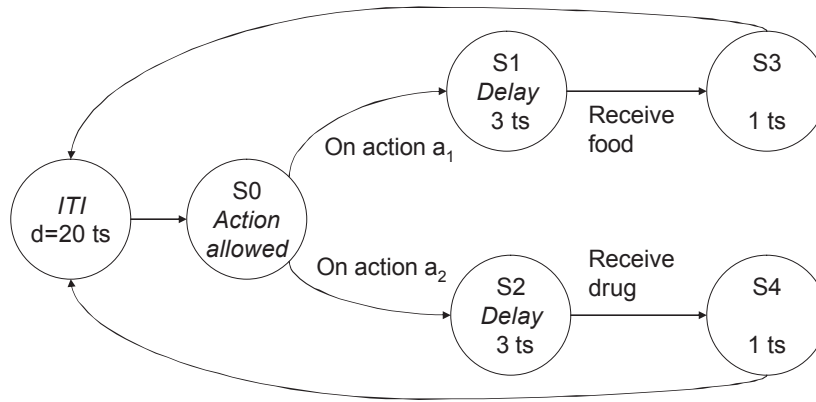 ITI
d=20 ts
S0
Action
allowed
On action a₁
On action a₂
S1
Delay
3 ts
Receive
food
S3
1 ts
S2
Delay
3 ts
Receive
drug
S4
1 ts